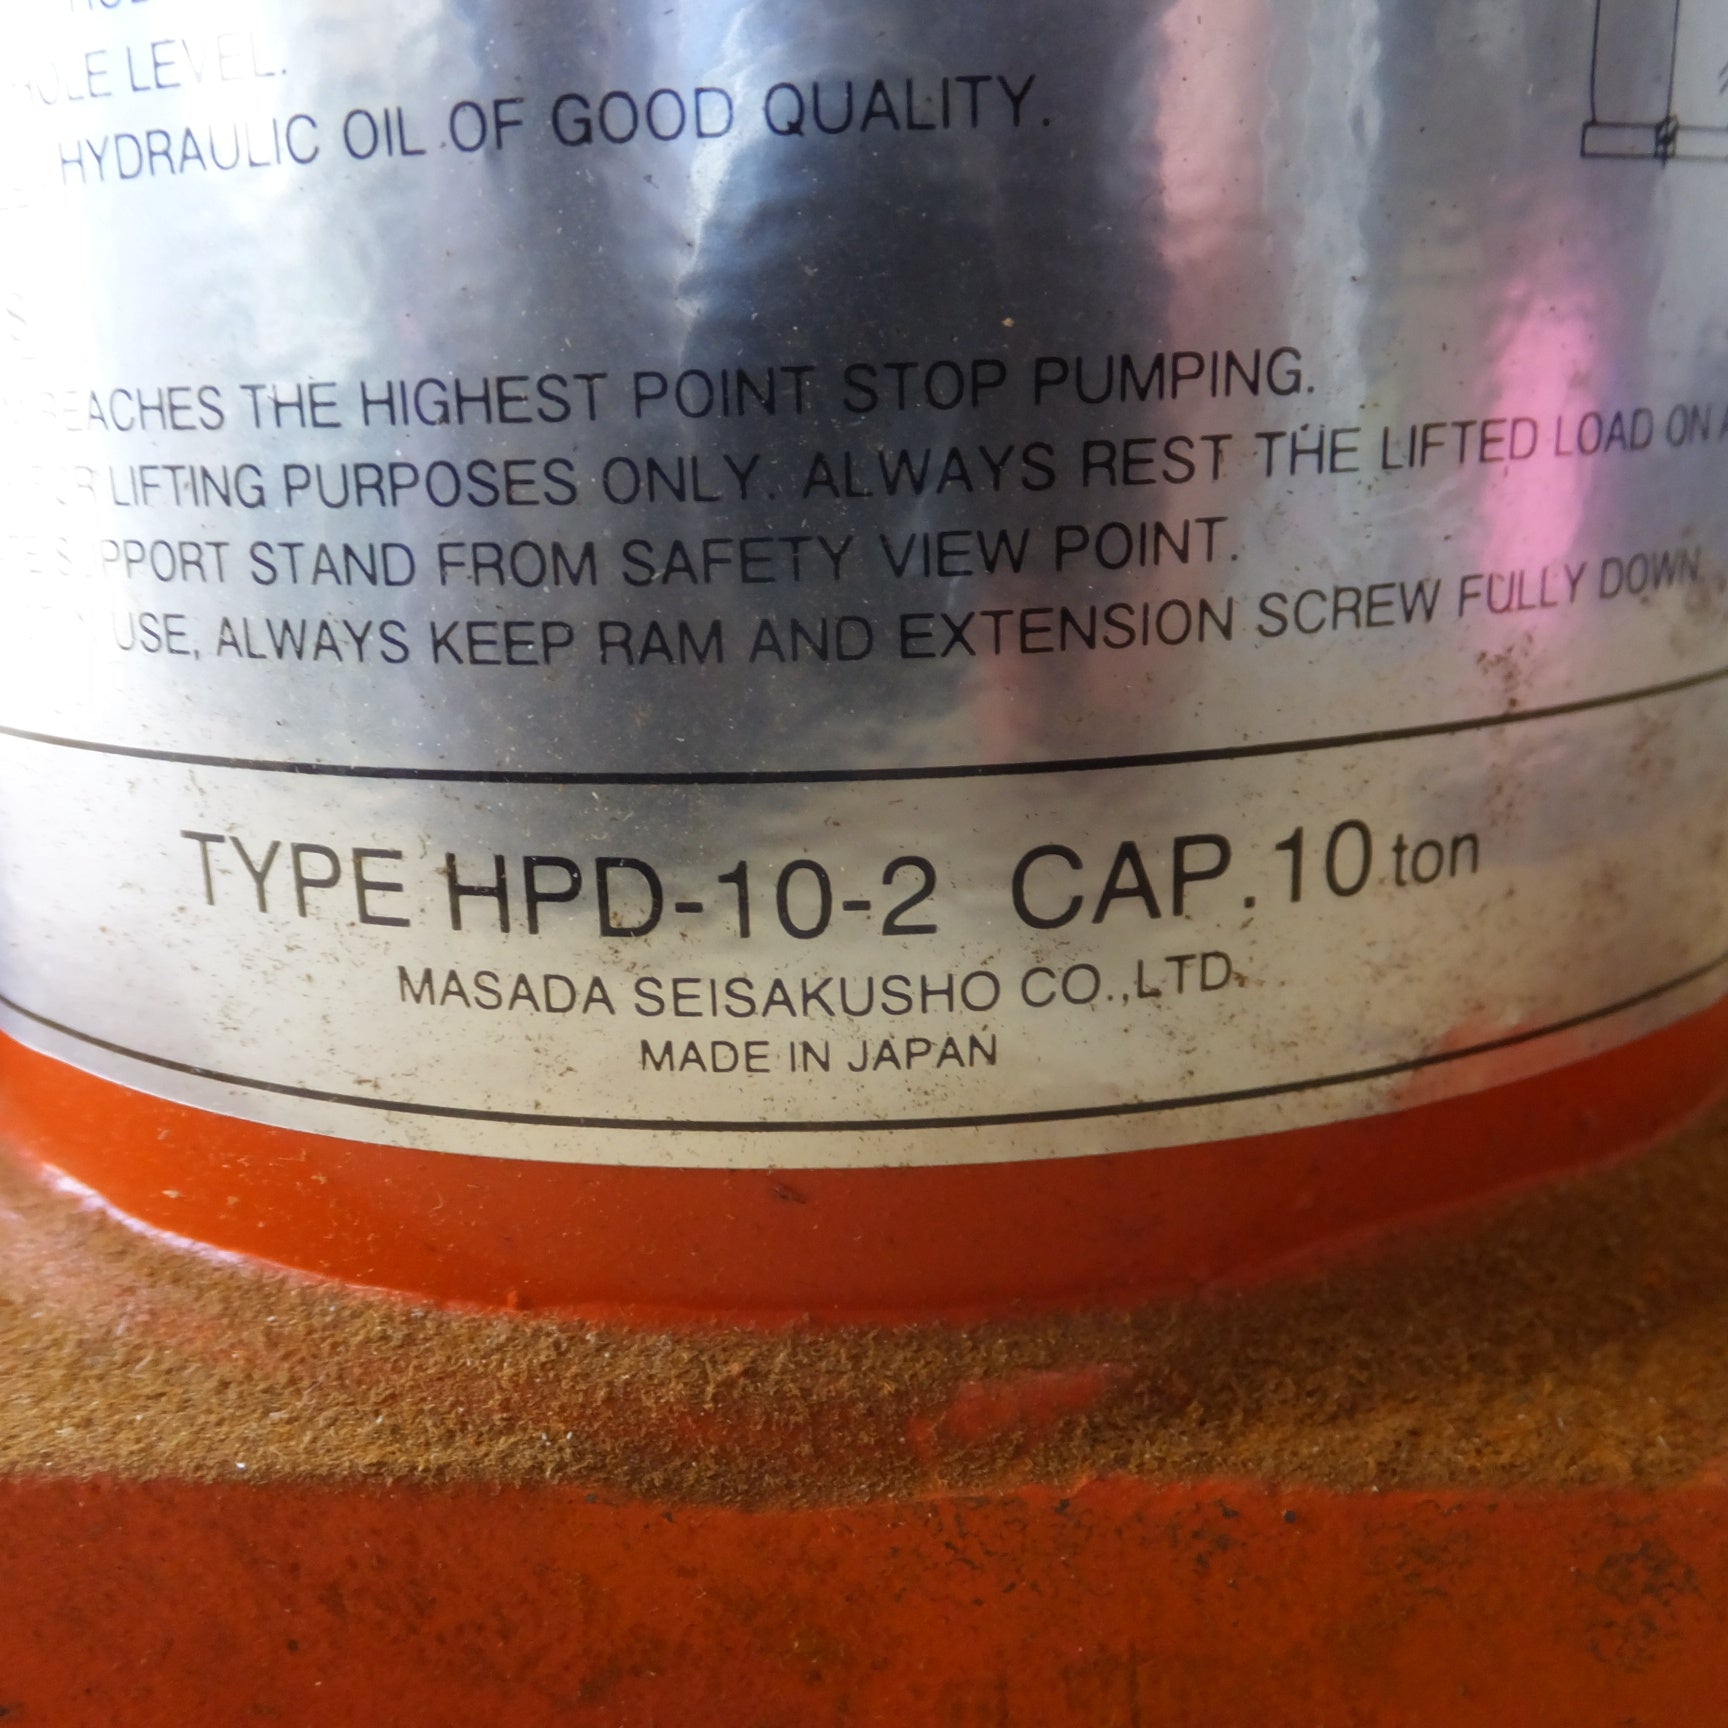 HOLE LEVEL.
HYDRAULIC OIL OF GOOD QUALITY.
REACHES THE HIGHEST POINT STOP PUMPING.
FOR LIFTING PURPOSES ONLY. ALWAYS REST THE LIFTED LOAD ON A
SUPPORT STAND FROM SAFETY VIEW POINT.
USE, ALWAYS KEEP RAM AND EXTENSION SCREW FULLY DOWN.
TYPE HPD-10-2 CAP.10 ton
MASADA SEISAKUSHO CO.,LTD.
MADE IN JAPAN